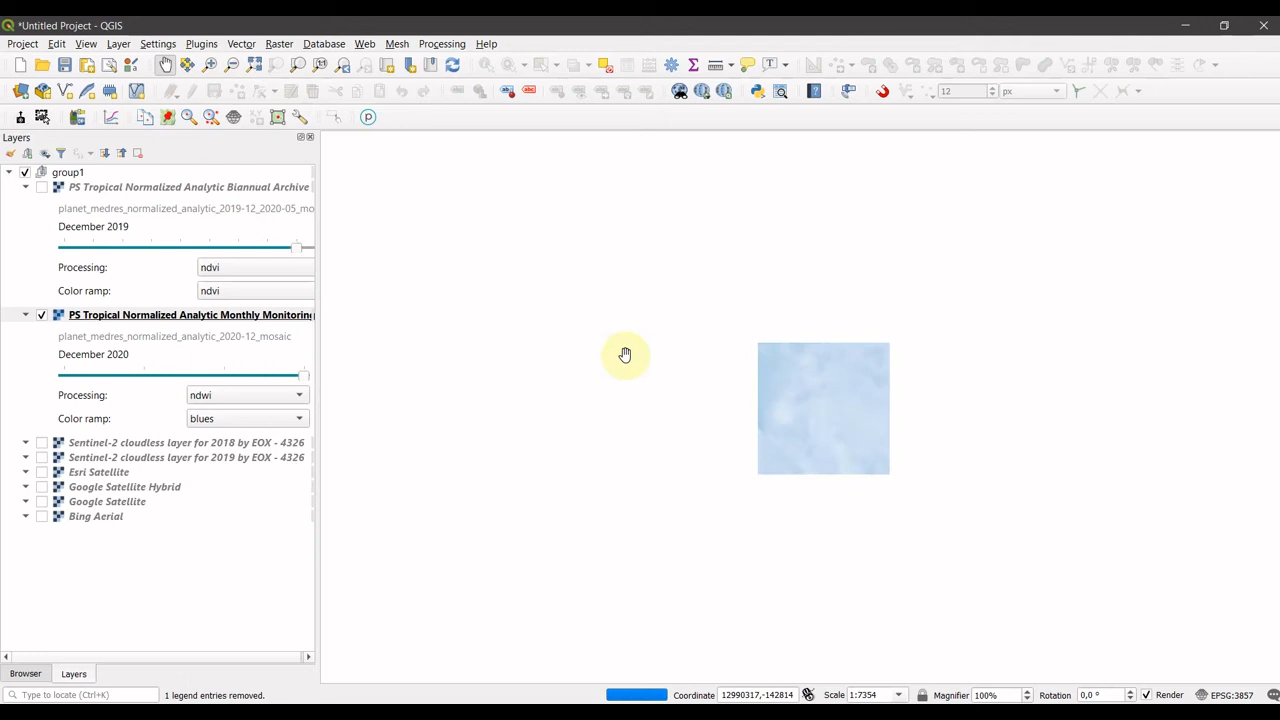 *Untitled Project - QGIS
Project Edit View Layer Settings Plugins Vector Raster Database Web Mesh Processing Help
12 px
Layers
group1
PS Tropical Normalized Analytic Biannual Archive
planet_medres_normalized_analytic_2019-12_2020-05_mo
December 2019
Processing: ndvi
Color ramp: ndvi
PS Tropical Normalized Analytic Monthly Monitoring
planet_medres_normalized_analytic_2020-12_mosaic
December 2020
Processing: ndwi
Color ramp: blues
Sentinel-2 cloudless layer for 2018 by EOX - 4326
Sentinel-2 cloudless layer for 2019 by EOX - 4326
Esri Satellite
Google Satellite Hybrid
Google Satellite
Bing Aerial
Browser Layers
Type to locate (Ctrl+K) 1 legend entries removed. Coordinate 12990317,-142814 Scale 1:7354 Magnifier 100% Rotation 0,0 ° Render EPSG:3857